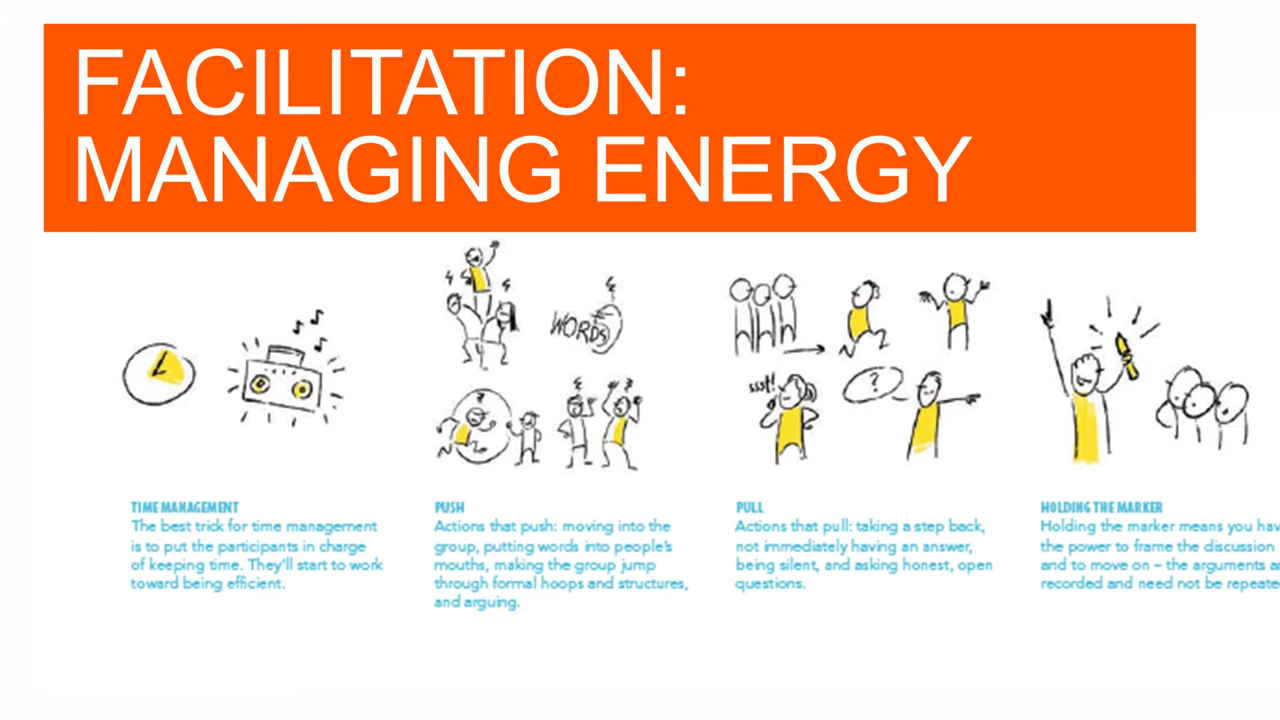 FACILITATION:
MANAGING ENERGY
WORDS
ssst!
?
TIME MANAGEMENT
The best trick for time management
is to put the participants in charge
of keeping time. They'll start to work
toward being efficient.
PUSH
Actions that push: moving into the
group, putting words into people's
mouths, making the group jump
through formal hoops and structures,
and arguing.
PULL
Actions that pull: taking a step back,
not immediately having an answer,
being silent, and asking honest, open
questions.
HOLDING THE MARKER
Holding the marker means you hav
the power to frame the discussion
and to move on – the arguments a
recorded and need not be repeate